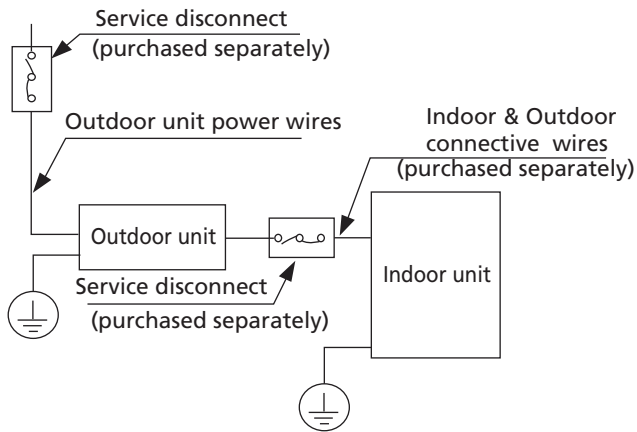 Service disconnect
(purchased separately)
Outdoor unit power wires
Indoor & Outdoor
connective wires
(purchased separately)
Outdoor unit
Indoor unit
Service disconnect
(purchased separately)